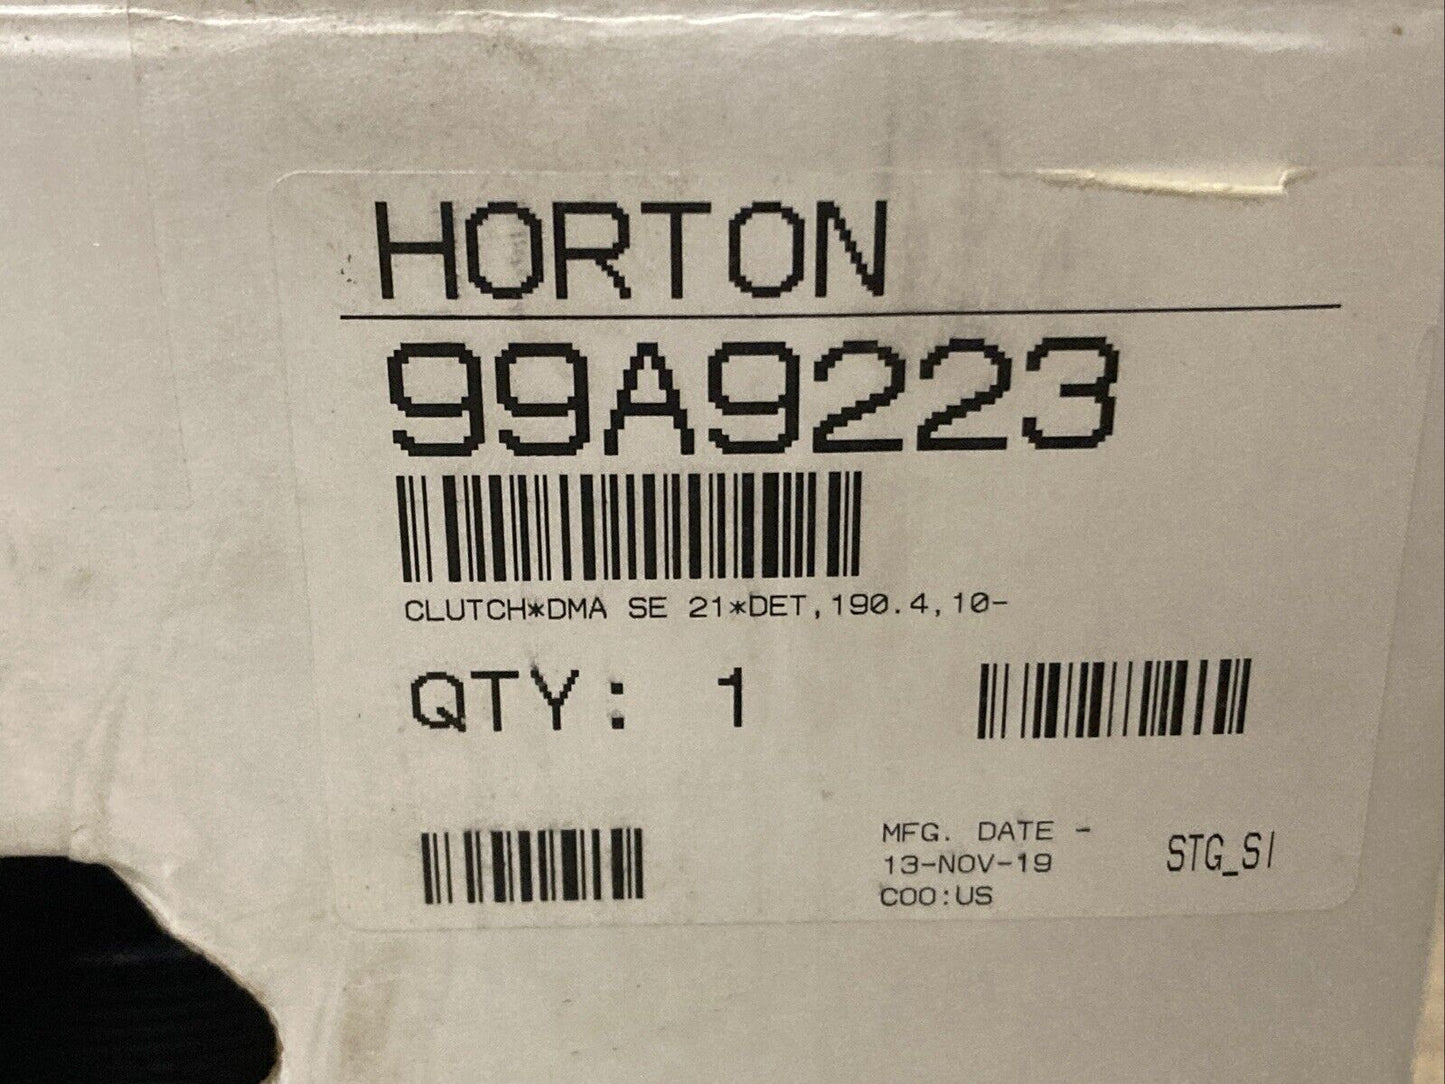 HORTON
99A9223
CLUTCH*DMA SE 21*DET,190.4,10-
QTY: 1
MFG. DATE -
13-NOV-19
COO:US
STG_SI